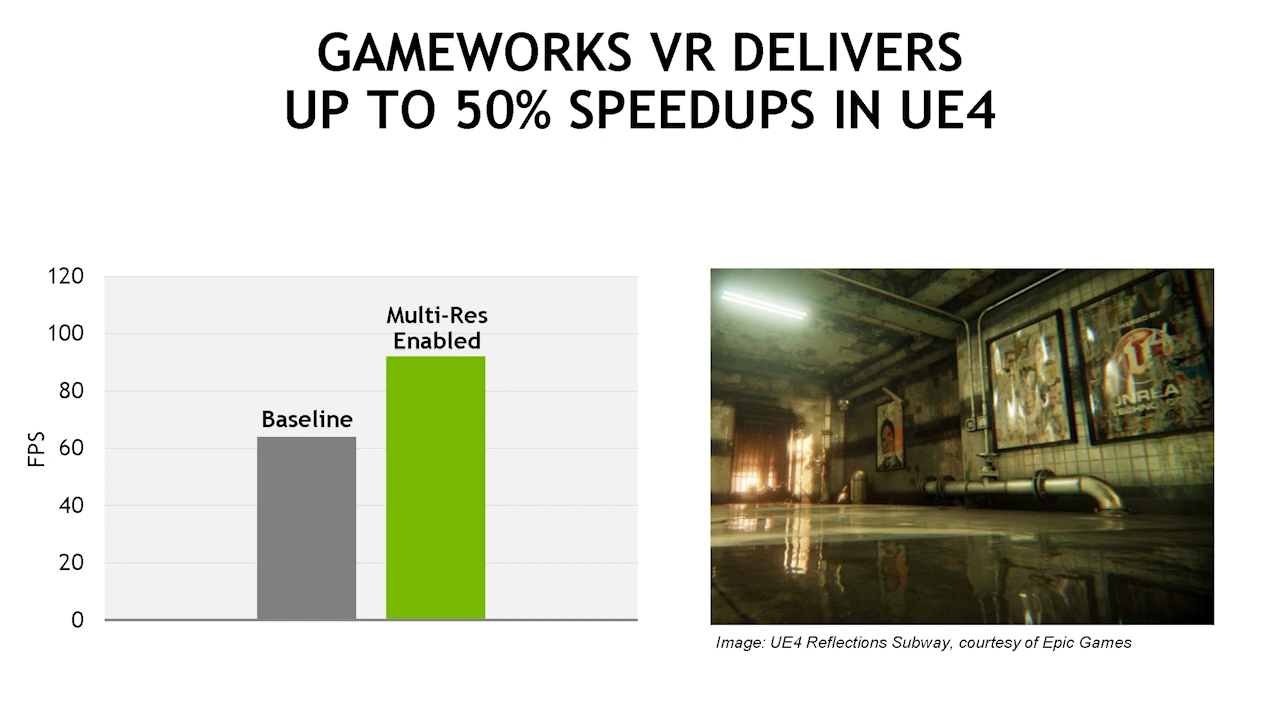 GAMEWORKS VR DELIVERS
UP TO 50% SPEEDUPS IN UE4
120
100
80
60
40
20
0
FPS
Multi-Res
Enabled
Baseline
UNREAL
Image: UE4 Reflections Subway, courtesy of Epic Games